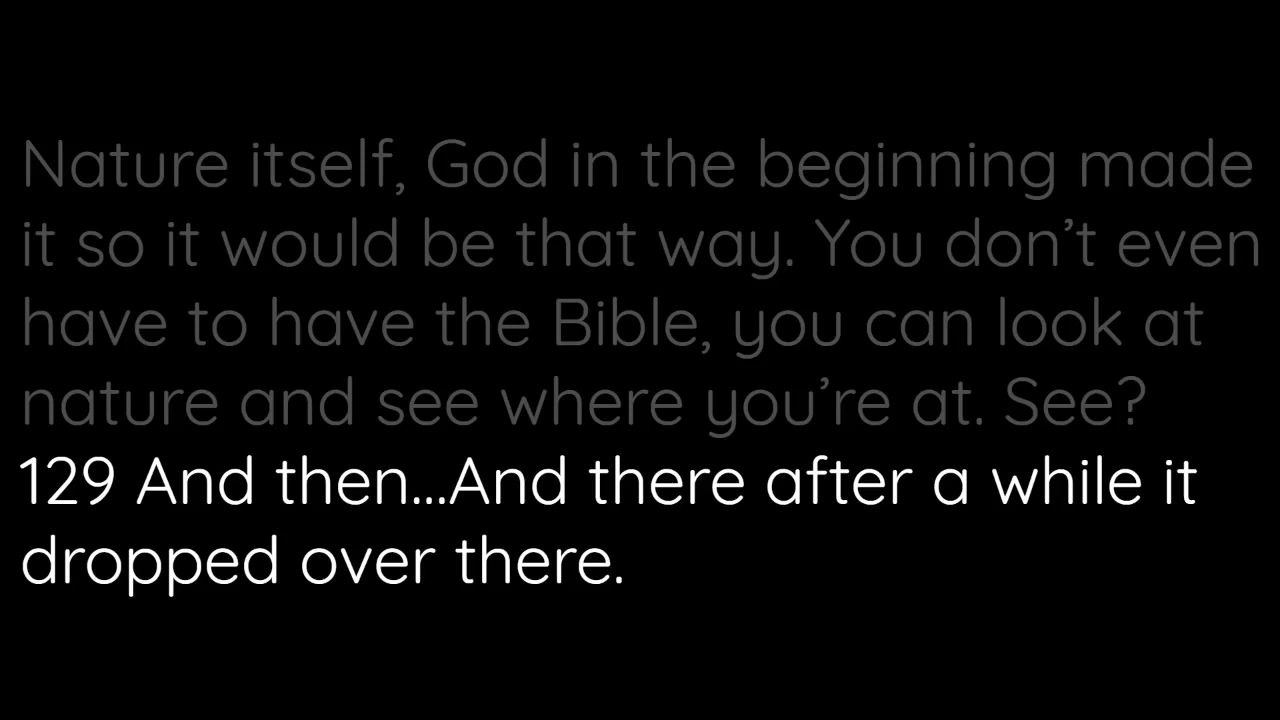 Nature itself, God in the beginning made
it so it would be that way. You don’t even
have to have the Bible, you can look at
nature and see where you’re at. See?
129 And then...And there after a while it
dropped over there.